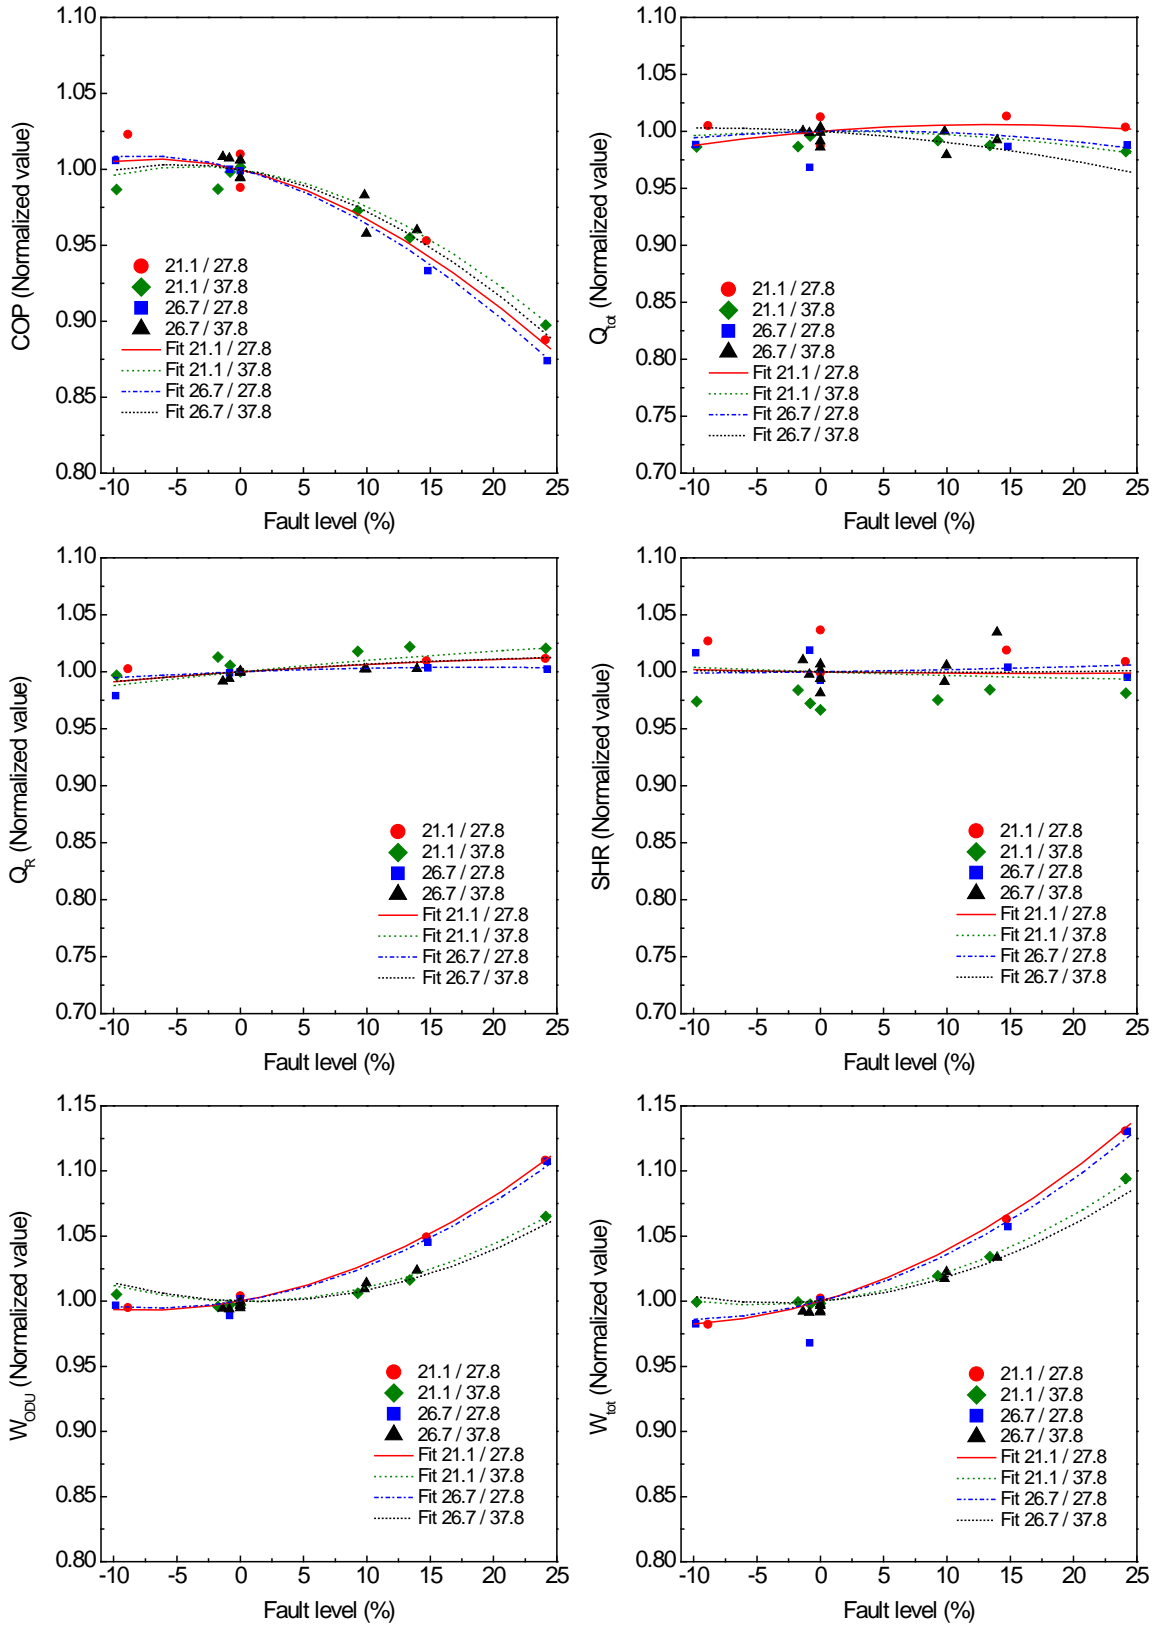 1.10
1.05
1.00
0.95
0.90
0.85
0.80
COP (Normalized value)
21.1 / 27.8
21.1 / 37.8
26.7 / 27.8
26.7 / 37.8
Fit 21.1 / 27.8
Fit 21.1 / 37.8
Fit 26.7 / 27.8
Fit 26.7 / 37.8
-10 -5 0 5 10 15 20 25
Fault level (%)
1.10
1.05
1.00
0.95
0.90
0.85
0.80
0.75
0.70
Qtot (Normalized value)
21.1 / 27.8
21.1 / 37.8
26.7 / 27.8
26.7 / 37.8
Fit 21.1 / 27.8
Fit 21.1 / 37.8
Fit 26.7 / 27.8
Fit 26.7 / 37.8
-10 -5 0 5 10 15 20 25
Fault level (%)
1.10
1.05
1.00
0.95
0.90
0.85
0.80
0.75
0.70
QR (Normalized value)
21.1 / 27.8
21.1 / 37.8
26.7 / 27.8
26.7 / 37.8
Fit 21.1 / 27.8
Fit 21.1 / 37.8
Fit 26.7 / 27.8
Fit 26.7 / 37.8
-10 -5 0 5 10 15 20 25
Fault level (%)
1.10
1.05
1.00
0.95
0.90
0.85
0.80
0.75
0.70
SHR (Normalized value)
21.1 / 27.8
21.1 / 37.8
26.7 / 27.8
26.7 / 37.8
Fit 21.1 / 27.8
Fit 21.1 / 37.8
Fit 26.7 / 27.8
Fit 26.7 / 37.8
-10 -5 0 5 10 15 20 25
Fault level (%)
1.15
1.10
1.05
1.00
0.95
0.90
0.85
0.80
WODU (Normalized value)
21.1 / 27.8
21.1 / 37.8
26.7 / 27.8
26.7 / 37.8
Fit 21.1 / 27.8
Fit 21.1 / 37.8
Fit 26.7 / 27.8
Fit 26.7 / 37.8
-10 -5 0 5 10 15 20 25
Fault level (%)
1.15
1.10
1.05
1.00
0.95
0.90
0.85
0.80
Wtot (Normalized value)
21.1 / 27.8
21.1 / 37.8
26.7 / 27.8
26.7 / 37.8
Fit 21.1 / 27.8
Fit 21.1 / 37.8
Fit 26.7 / 27.8
Fit 26.7 / 37.8
-10 -5 0 5 10 15 20 25
Fault level (%)